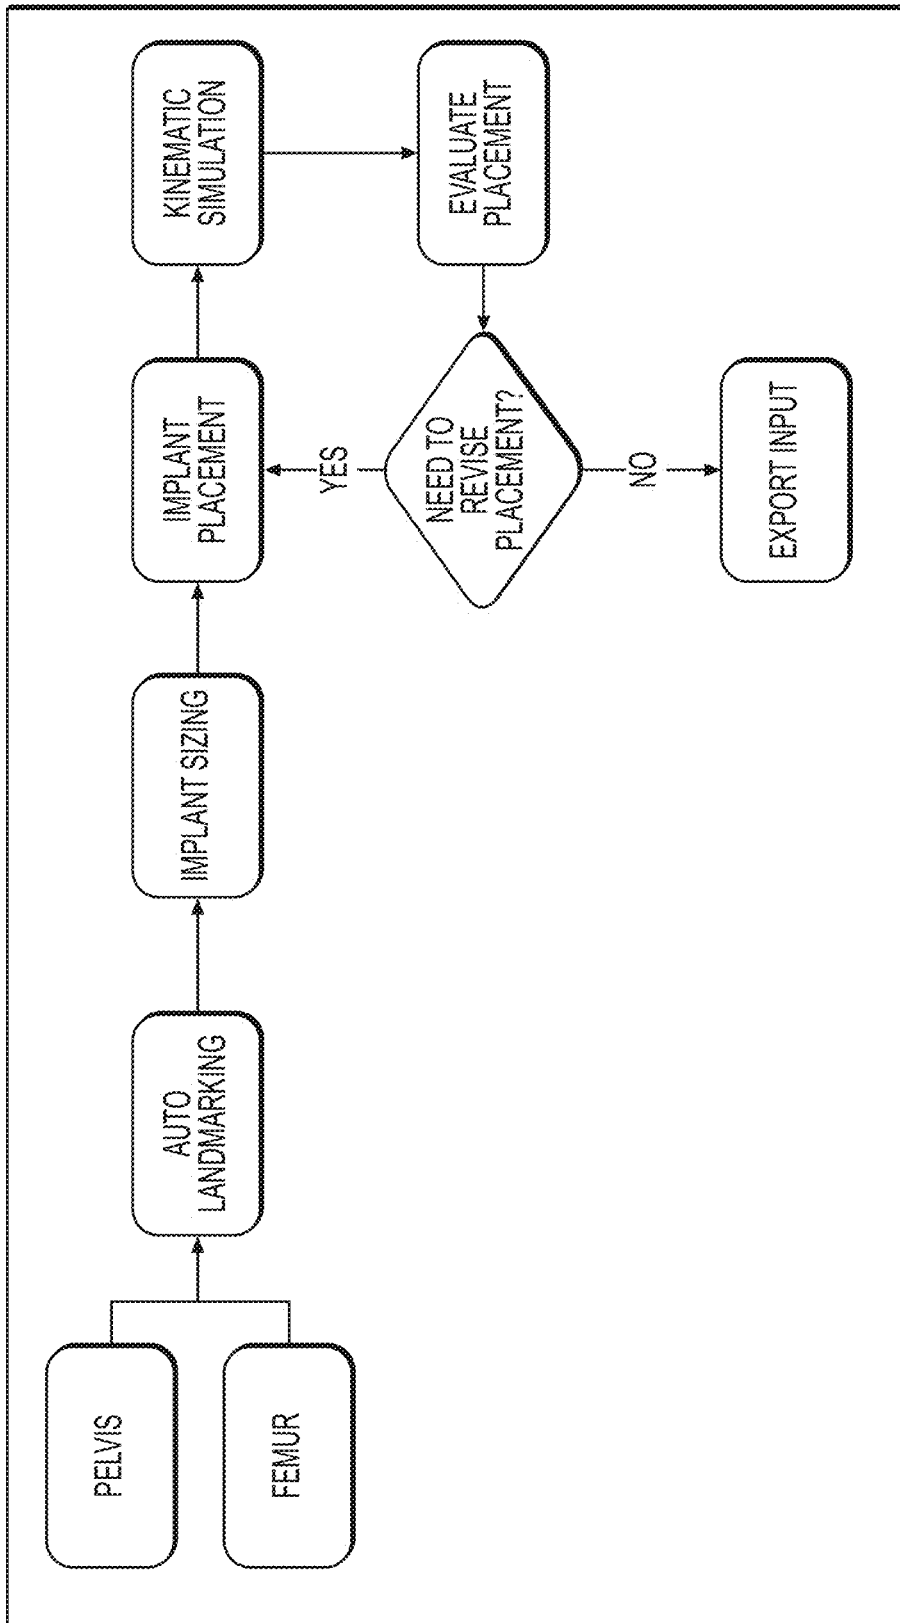 PELVIS
FEMUR
AUTO
LANDMARKING
IMPLANT SIZING
IMPLANT
PLACEMENT
KINEMATIC
SIMULATION
EVALUATE
PLACEMENT
NEED TO
REVISE
PLACEMENT?
YES
NO
EXPORT INPUT